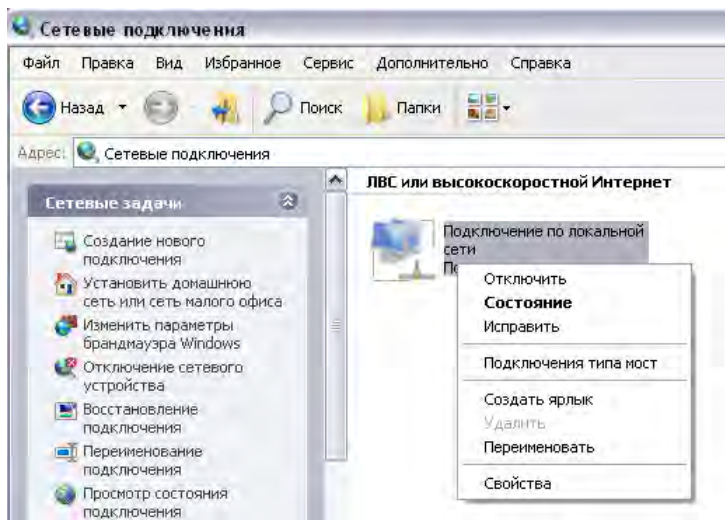 Сетевые подключения
Файл Правка Вид Избранное Сервис Дополнительно Справка
Назад Поиск Папки
Адрес: Сетевые подключения
Сетевые задачи
Создание нового
подключения
Установить домашнюю
сеть или сеть малого офиса
Изменить параметры
брандмауэра Windows
Отключение сетевого
устройства
Восстановление
подключения
Переименование
подключения
Просмотр состояния
подключения
ЛВС или высокоскоростной Интернет
Подключение по локальной
сети
Отключить
Состояние
Исправить
Подключения типа мост
Создать ярлык
Удалить
Переименовать
Свойства